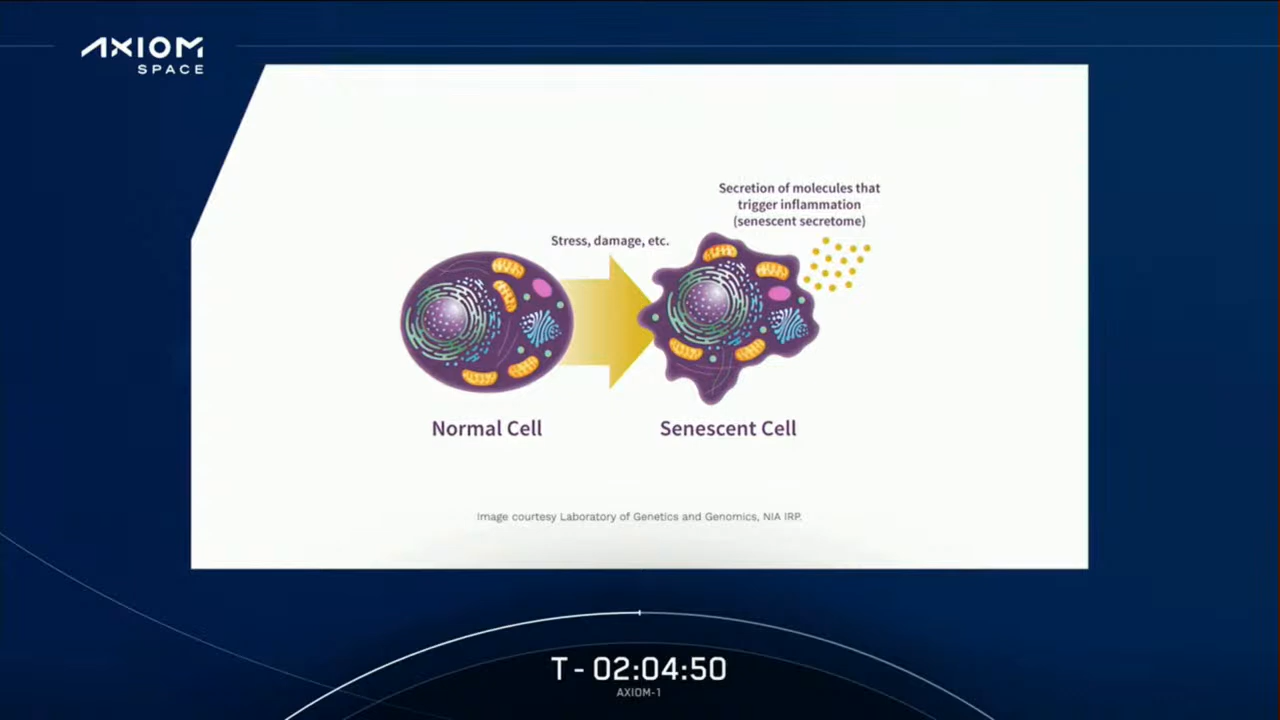 AXIOM
SPACE
Secretion of molecules that
trigger inflammation
(senescent secretome)
Stress, damage, etc.
Normal Cell
Senescent Cell
Image courtesy Laboratory of Genetics and Genomics, NIA IRP.
T- 02:04:50
AXIOM-1